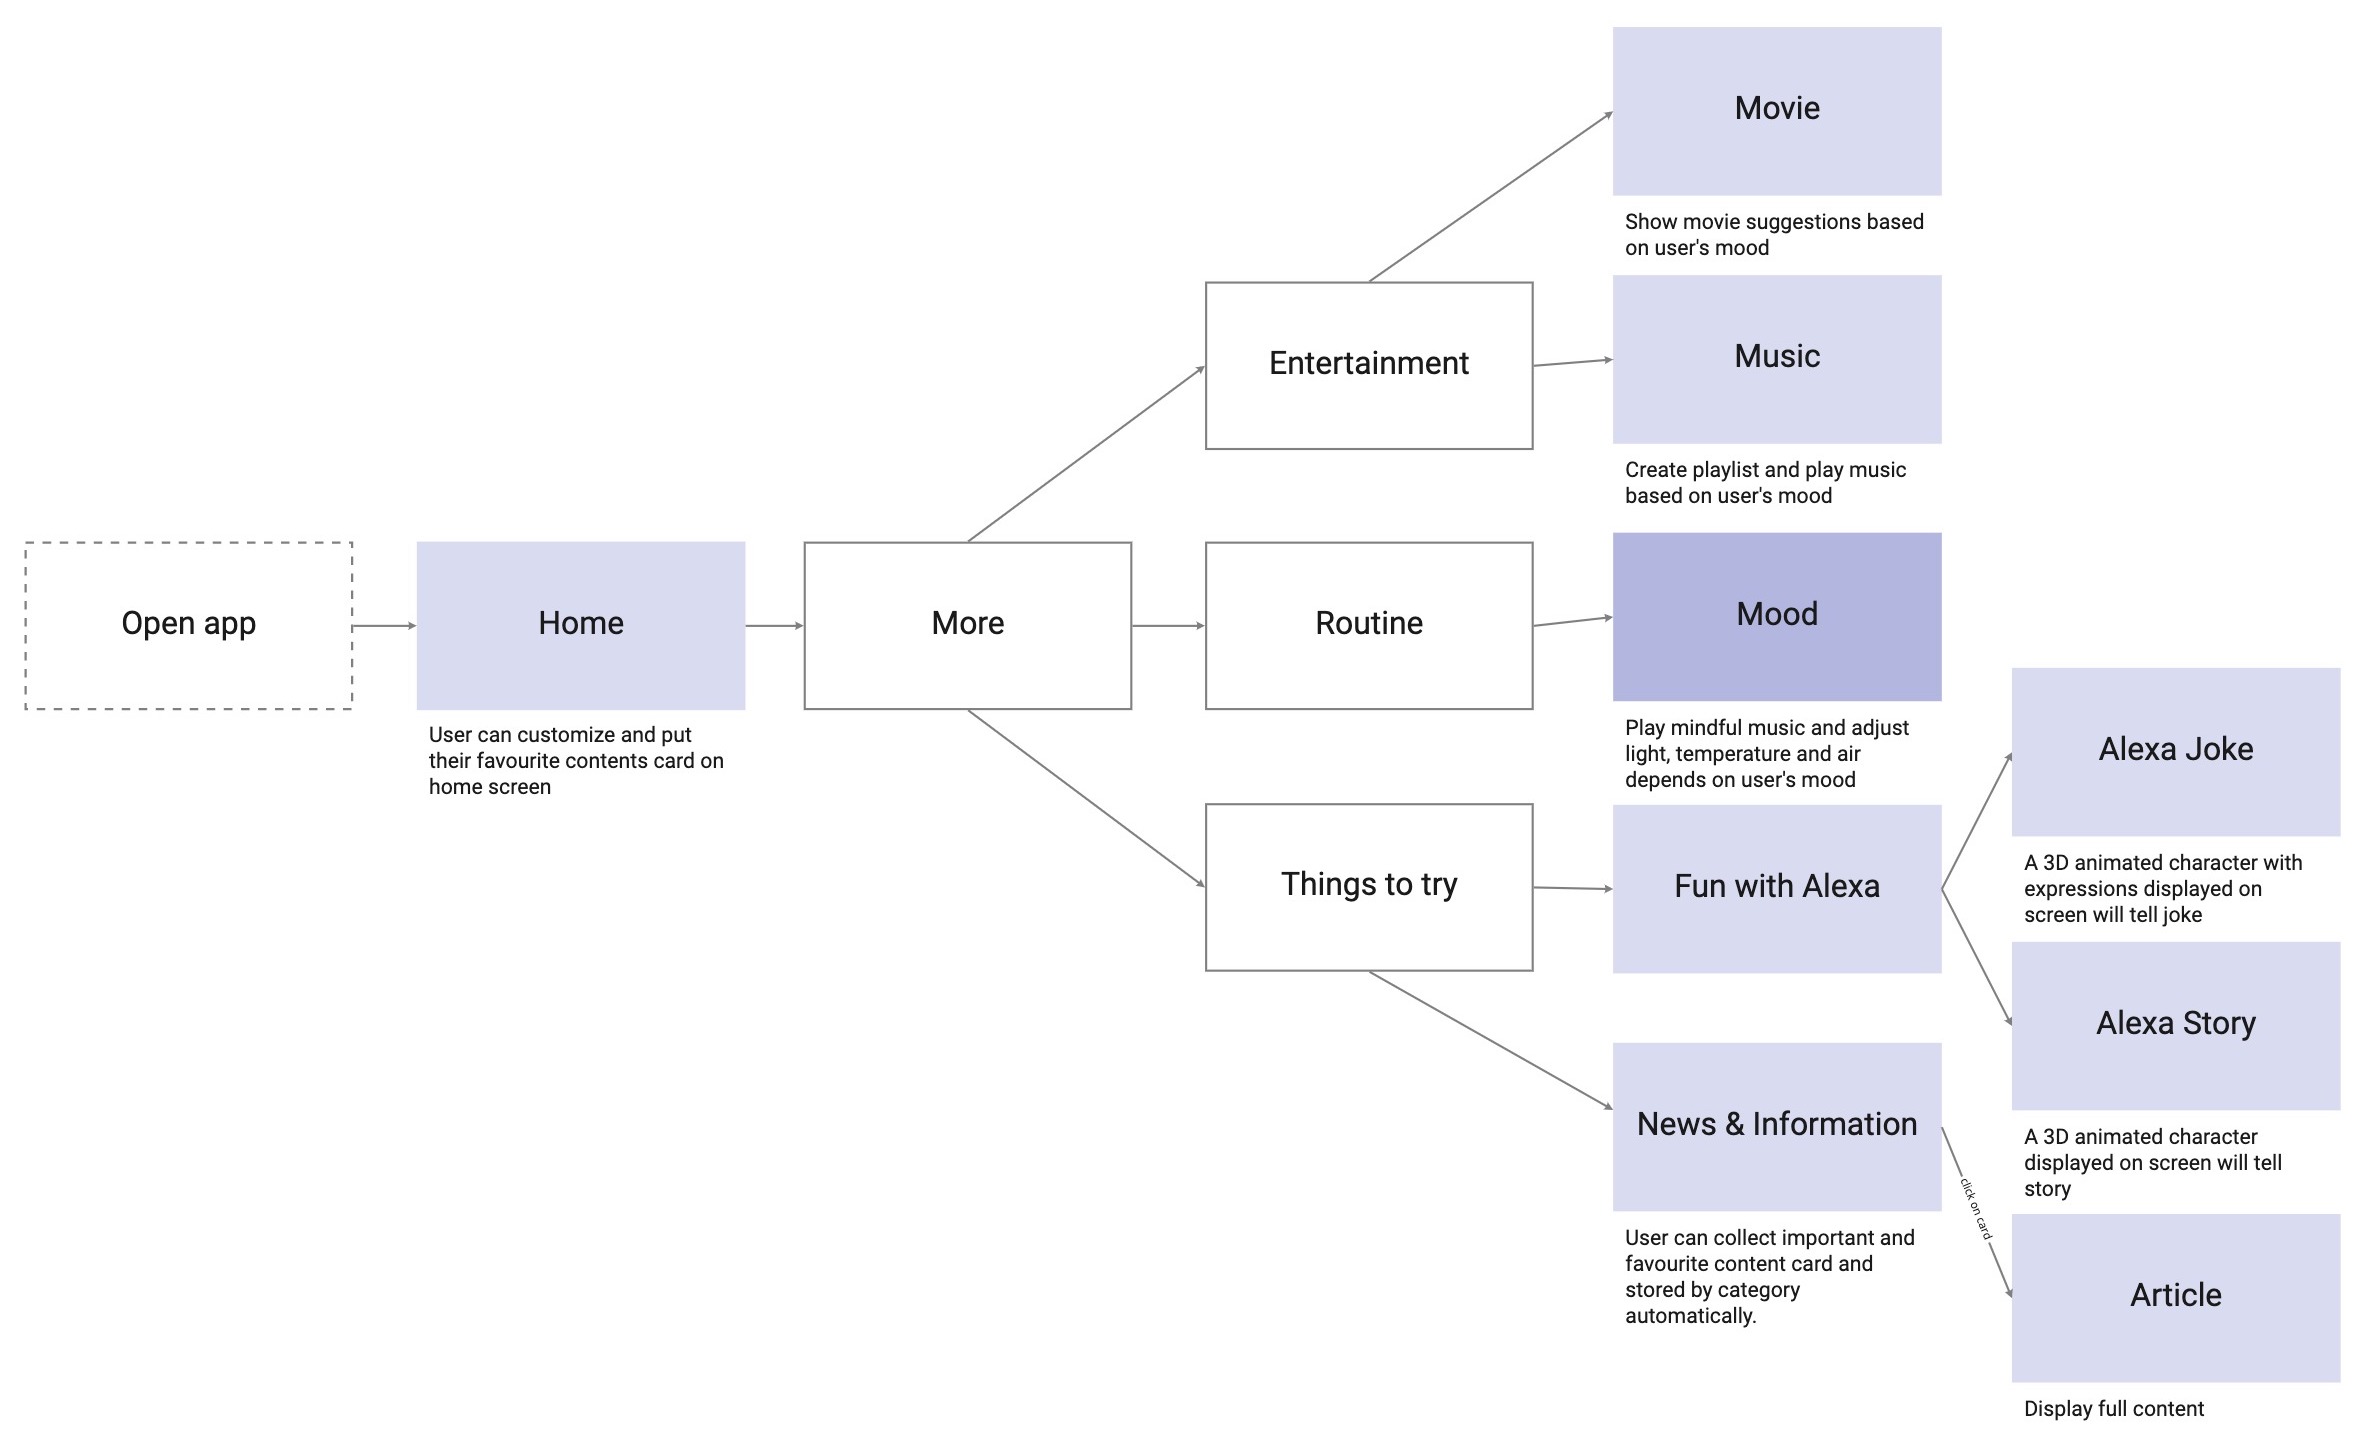 Open app
Home
User can customize and put
their favourite contents card on
home screen
More
Entertainment
Movie
Show movie suggestions based
on user's mood
Music
Create playlist and play music
based on user's mood
Routine
Mood
Play mindful music and adjust
light, temperature and air
depends on user's mood
Things to try
Fun with Alexa
Alexa Joke
A 3D animated character with
expressions displayed on
screen will tell joke
Alexa Story
A 3D animated character
displayed on screen will tell
story
News & Information
User can collect important and
favourite content card and
stored by category
automatically.
click on card
Article
Display full content